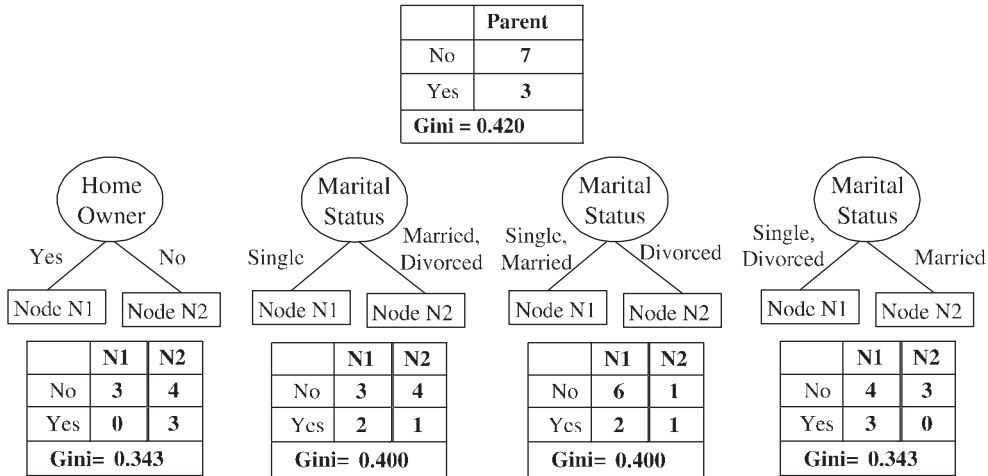 Parent
No 7
Yes 3
Gini = 0.420
Home
Owner
Yes No
Node N1 Node N2
N1 N2
No 3 4
Yes 0 3
Gini= 0.343
Marital
Status
Single Married,
Divorced
Node N1 Node N2
N1 N2
No 3 4
Yes 2 1
Gini= 0.400
Marital
Status
Single,
Married Divorced
Node N1 Node N2
N1 N2
No 6 1
Yes 2 1
Gini= 0.400
Marital
Status
Single,
Divorced Married
Node N1 Node N2
N1 N2
No 4 3
Yes 3 0
Gini= 0.343